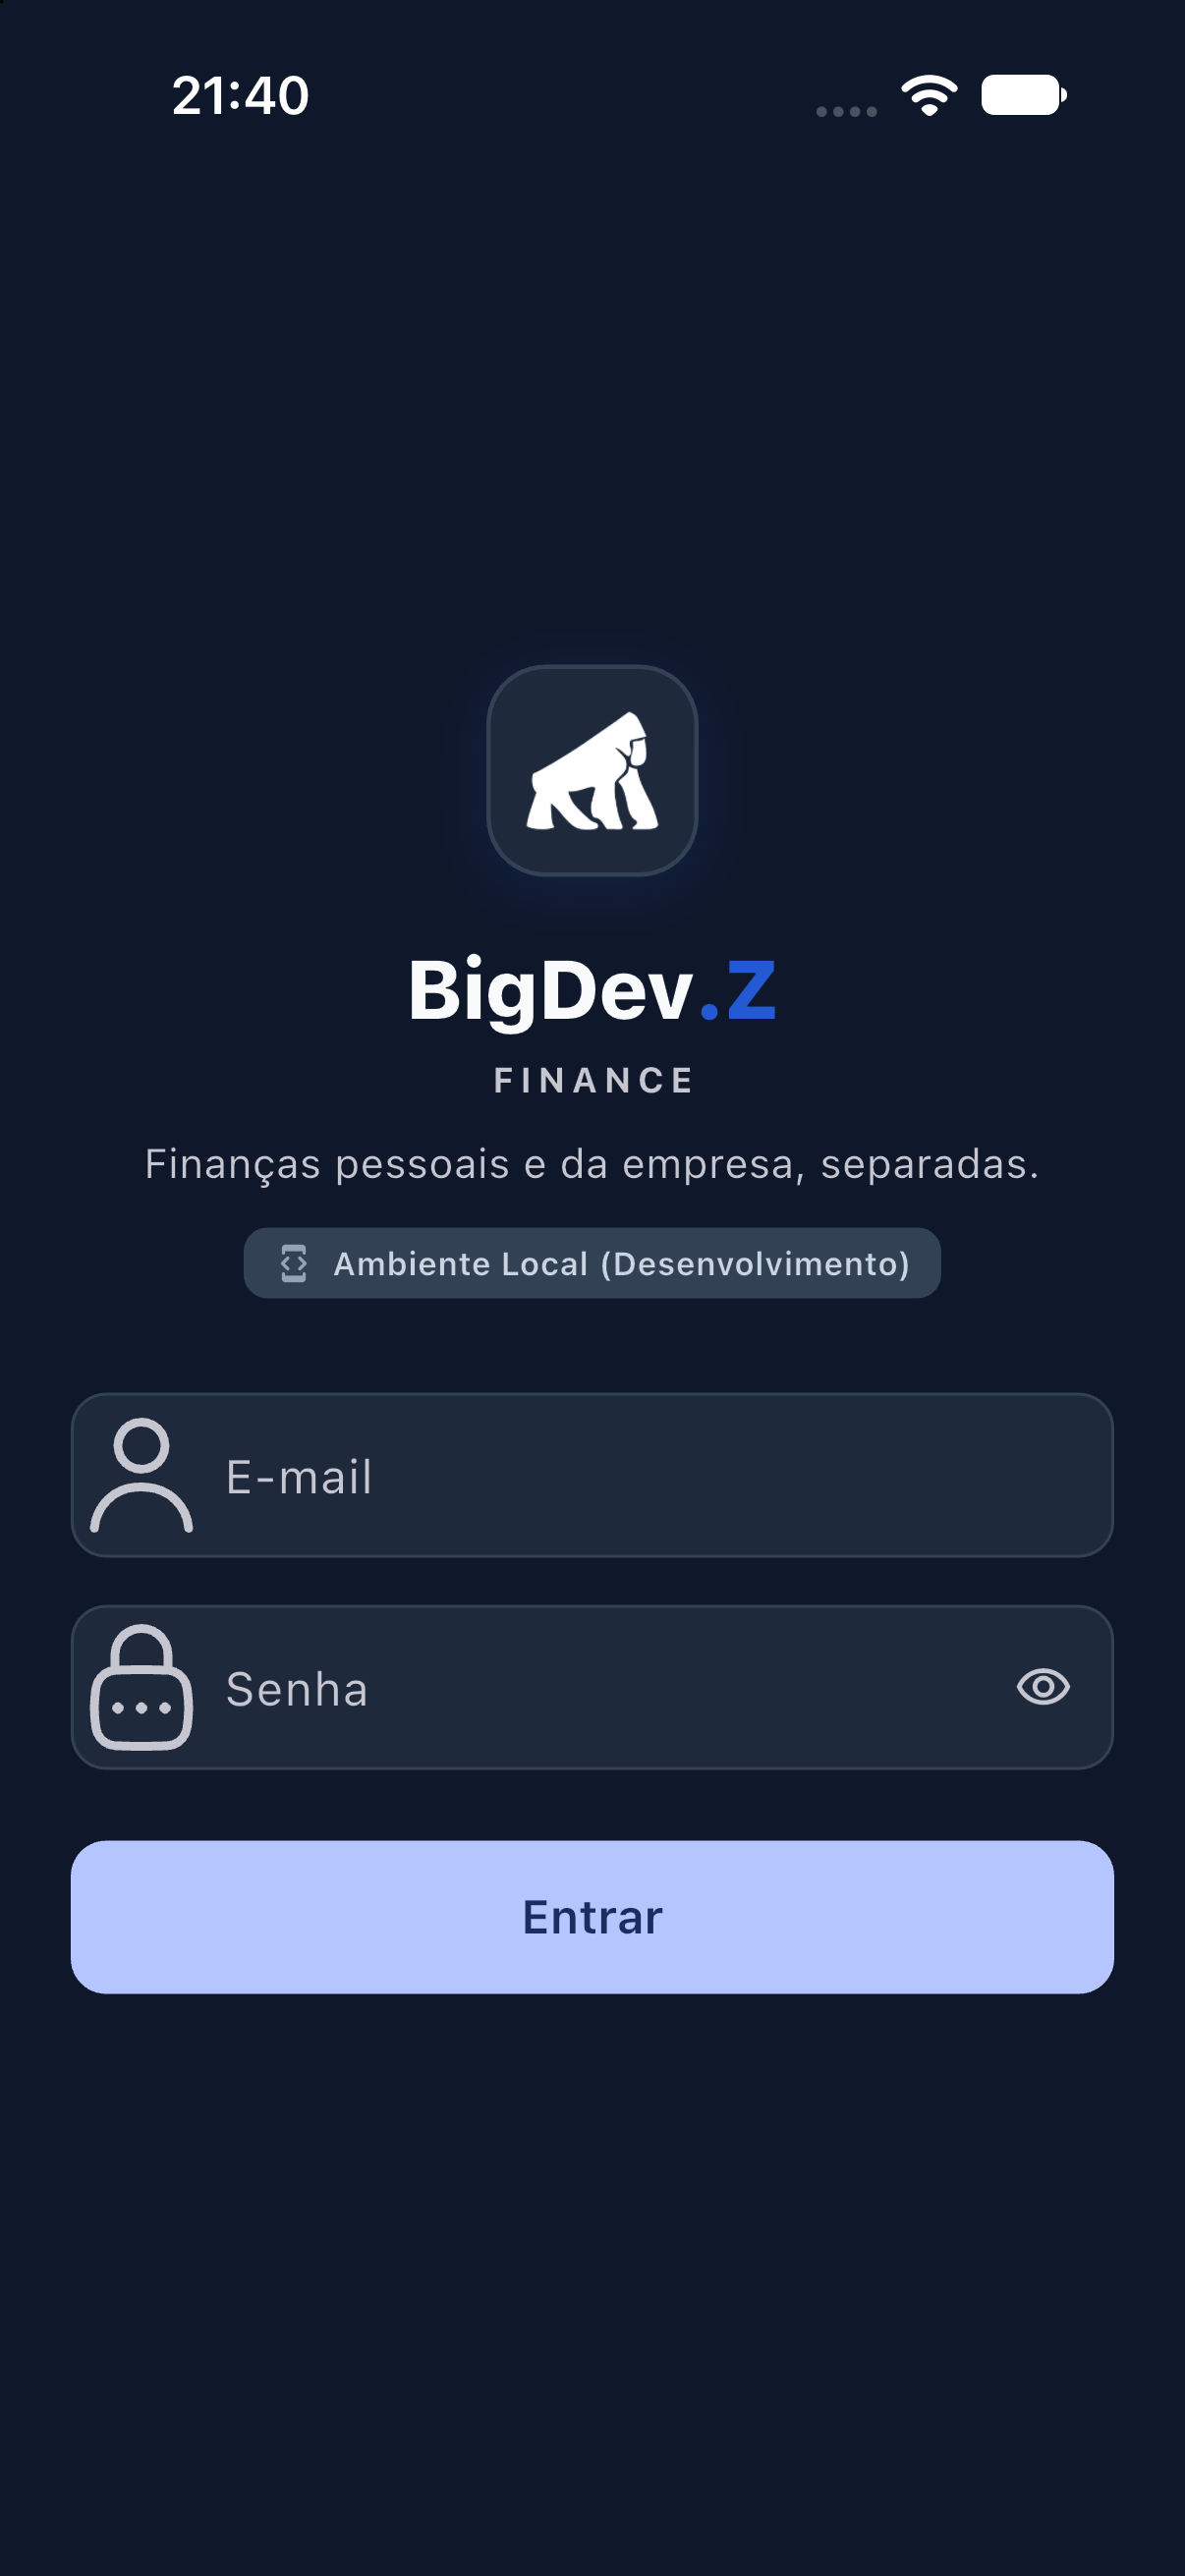 21:40
BigDev.Z
FINANCE
Finanças pessoais e da empresa, separadas.
Ambiente Local (Desenvolvimento)
E-mail
Senha
Entrar